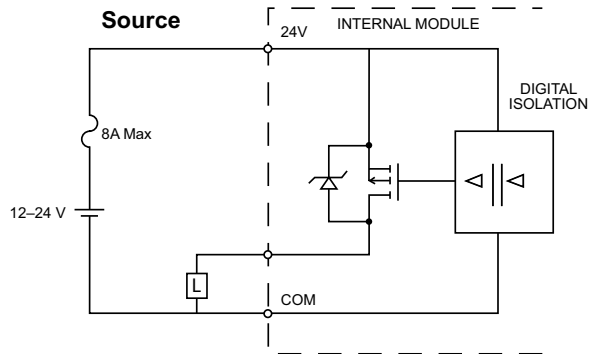 Source
24V
INTERNAL MODULE
DIGITAL
ISOLATION
8A Max
12–24 V
L
COM